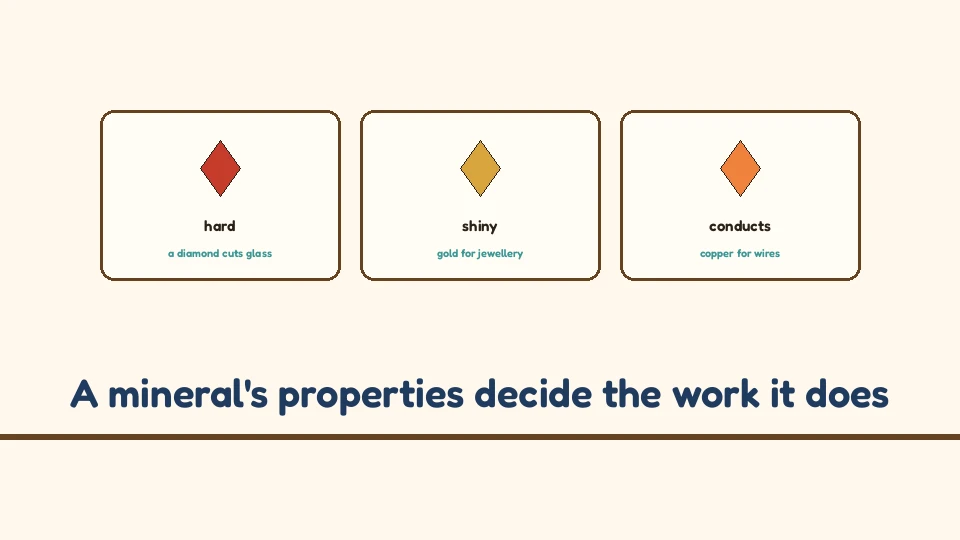 hard
a diamond cuts glass
shiny
gold for jewellery
conducts
copper for wires
A mineral's properties decide the work it does